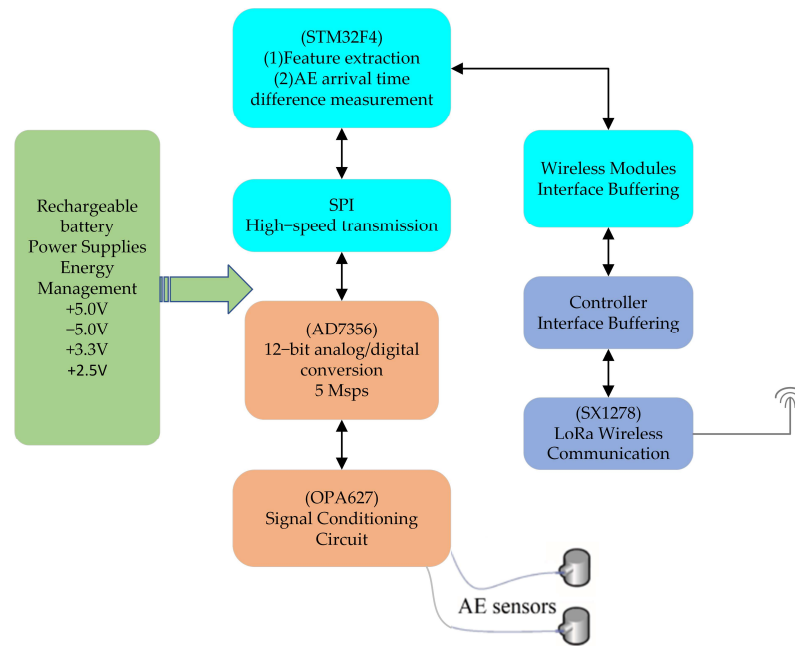 (STM32F4)
(1)Feature extraction
(2)AE arrival time
difference measurement
Rechargeable
battery
Power Supplies
Energy
Management
+5.0V
−5.0V
+3.3V
+2.5V
SPI
High−speed transmission
(AD7356)
12−bit analog/digital
conversion
5 Msps
(OPA627)
Signal Conditioning
Circuit
AE sensors
Wireless Modules
Interface Buffering
Controller
Interface Buffering
(SX1278)
LoRa Wireless
Communication